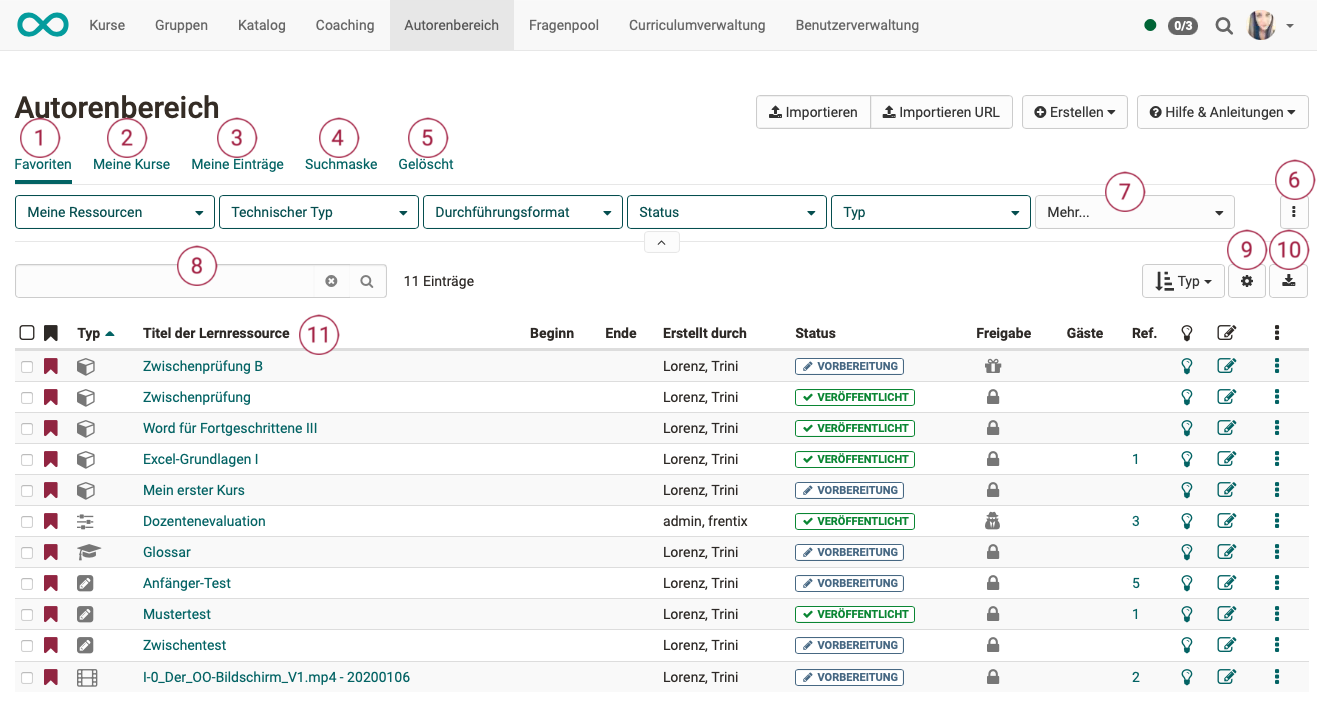 Kurse Gruppen Katalog Coaching Autorenbereich Fragenpool Curriculumverwaltung Benutzerverwaltung 0/3
Autorenbereich
Importieren Importieren URL Erstellen Hilfe & Anleitungen
1 2 3 4 5
Favoriten Meine Kurse Meine Einträge Suchmaske Gelöscht
6
7
Meine Ressourcen Technischer Typ Durchführungsformat Status Typ Mehr...
8 9 10
11 Einträge Typ
Typ Titel der Lernressource 11 Beginn Ende Erstellt durch Status Freigabe Gäste Ref.
Zwischenprüfung B Lorenz, Trini VORBEREITUNG
Zwischenprüfung Lorenz, Trini VERÖFFENTLICHT
Word für Fortgeschrittene III Lorenz, Trini VERÖFFENTLICHT
Excel-Grundlagen I Lorenz, Trini VERÖFFENTLICHT 1
Mein erster Kurs Lorenz, Trini VORBEREITUNG
Dozentenevaluation admin, frentix VERÖFFENTLICHT 3
Glossar Lorenz, Trini VORBEREITUNG
Anfänger-Test Lorenz, Trini VORBEREITUNG 5
Mustertest Lorenz, Trini VERÖFFENTLICHT 1
Zwischentest Lorenz, Trini VORBEREITUNG
I-0_Der_OO-Bildschirm_V1.mp4 - 20200106 Lorenz, Trini VORBEREITUNG 2